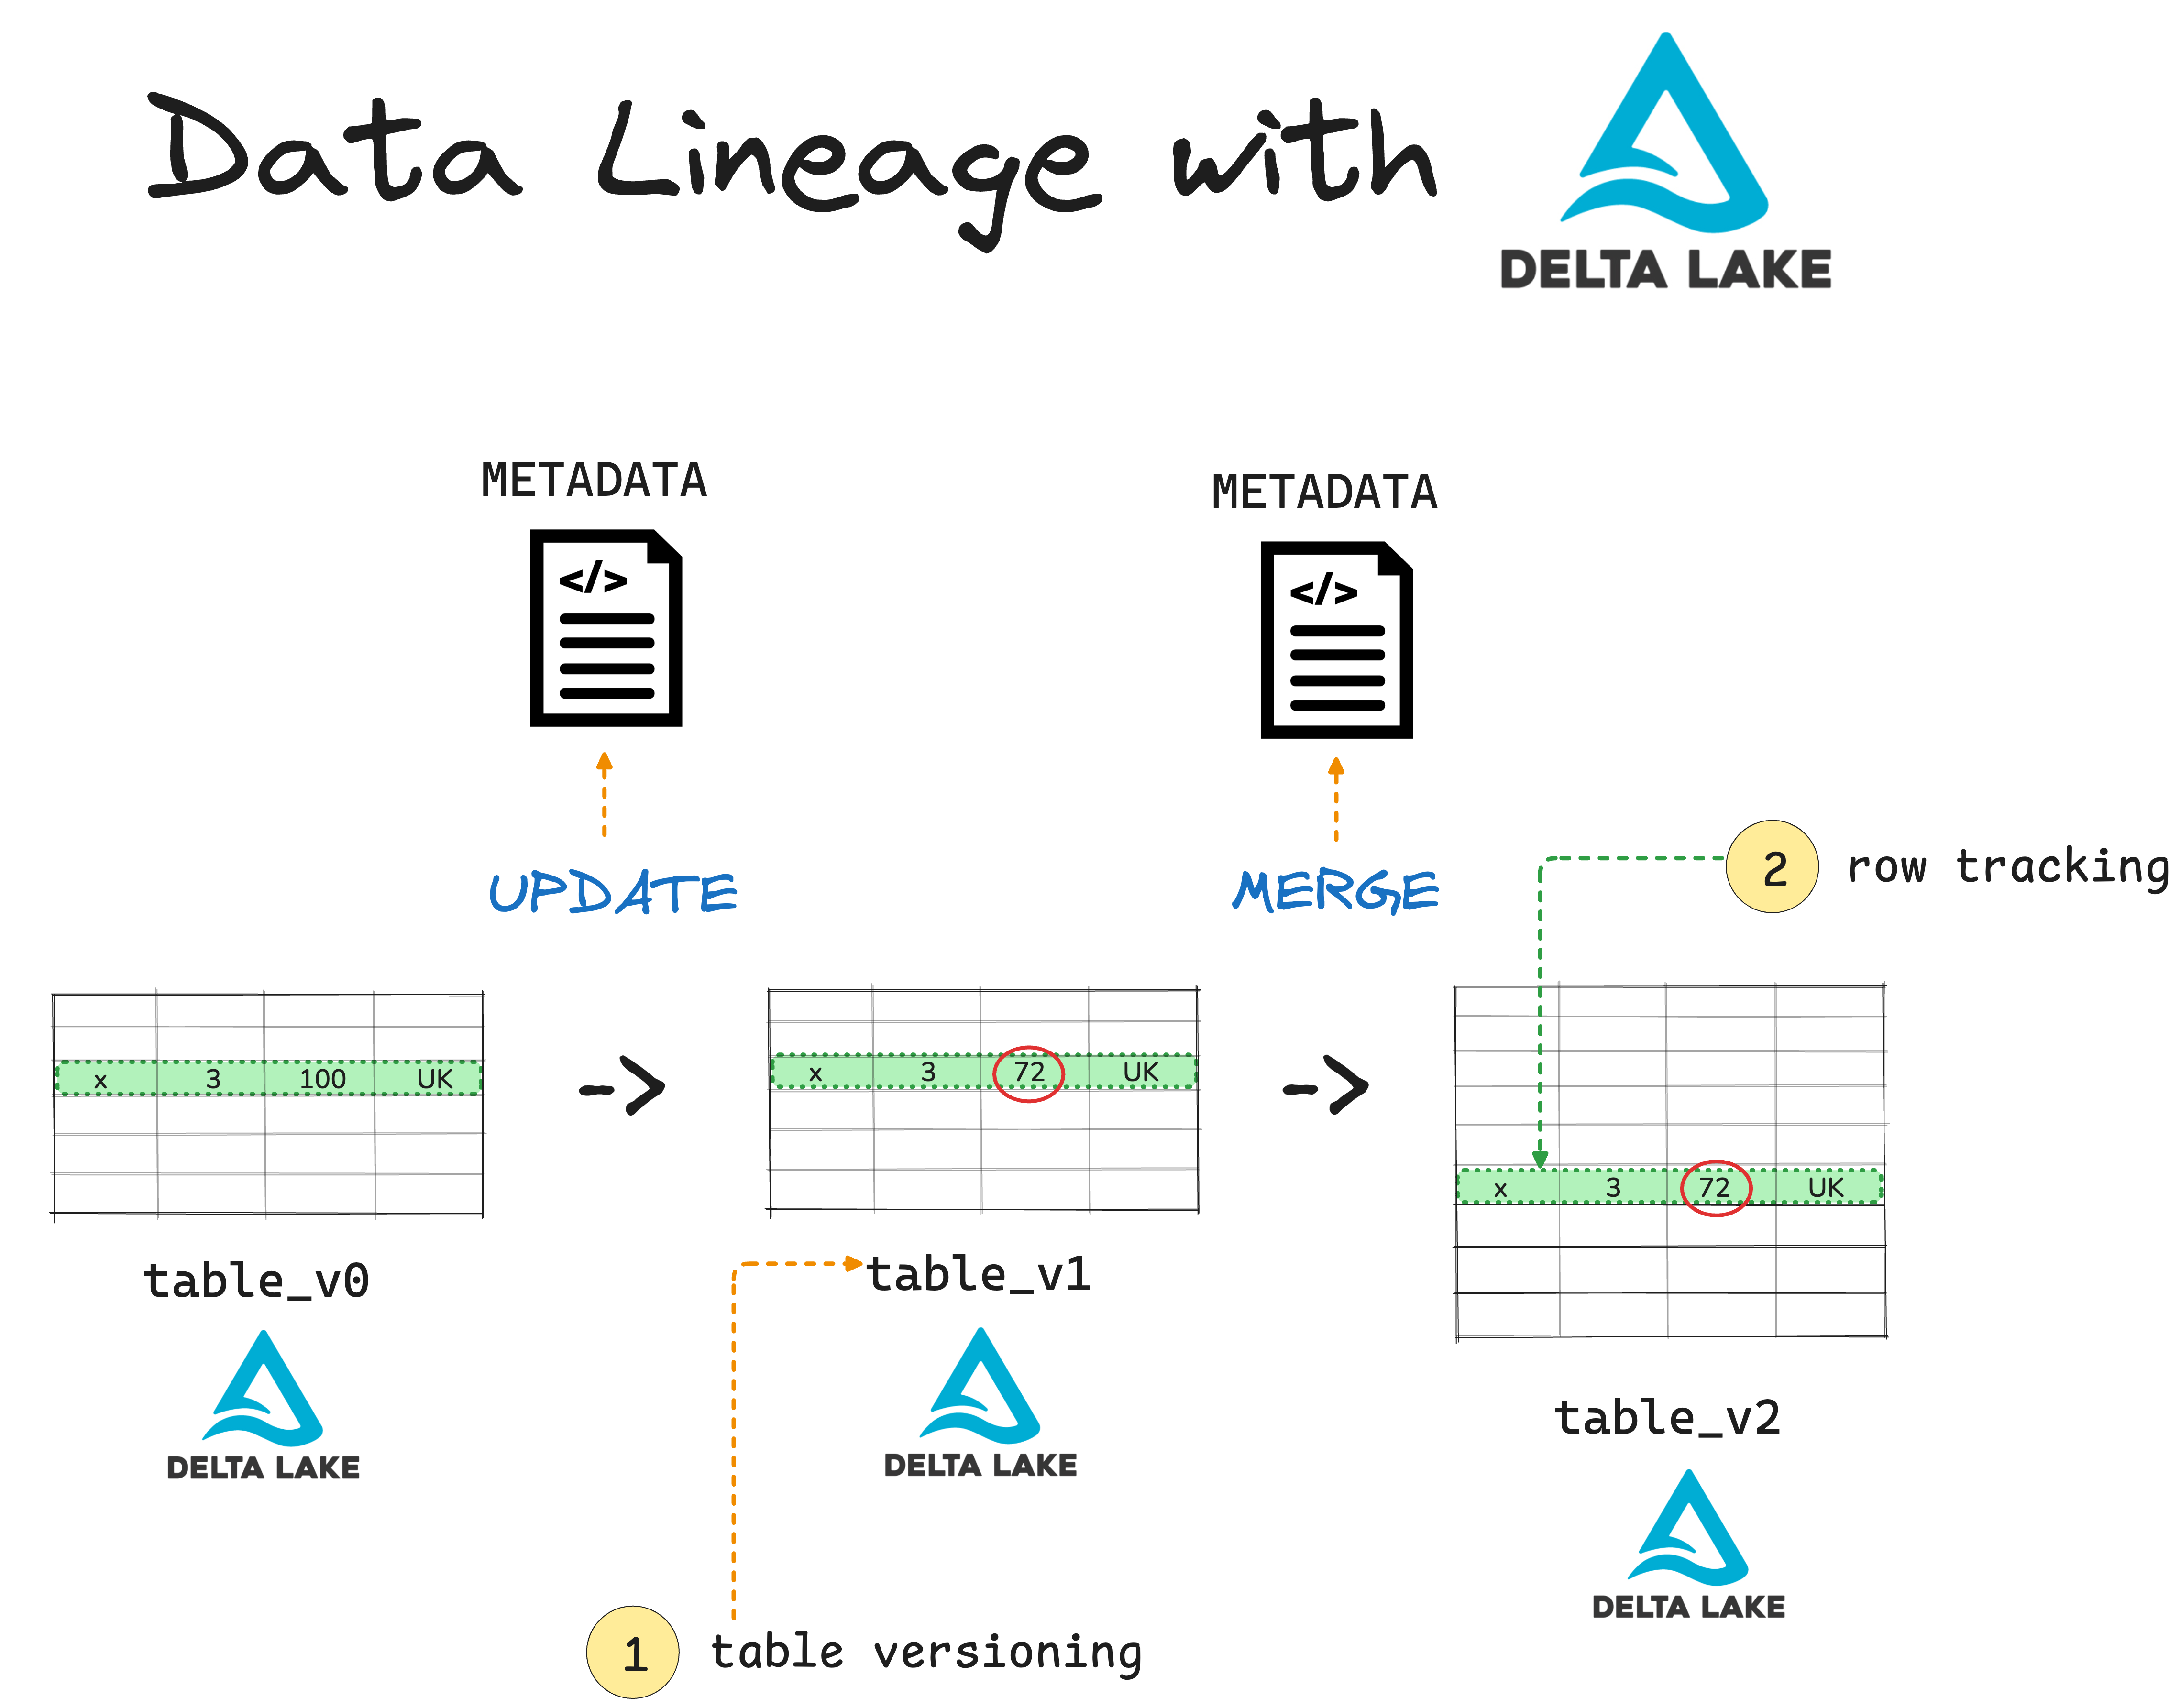 Data Lineage with
DELTA LAKE
METADATA
</>
METADATA
</>
UPDATE
MERGE
2 row tracking
x 3 100 UK
->
x 3 72 UK
->
x 3 72 UK
table_v0
DELTA LAKE
table_v1
DELTA LAKE
table_v2
DELTA LAKE
1 table versioning